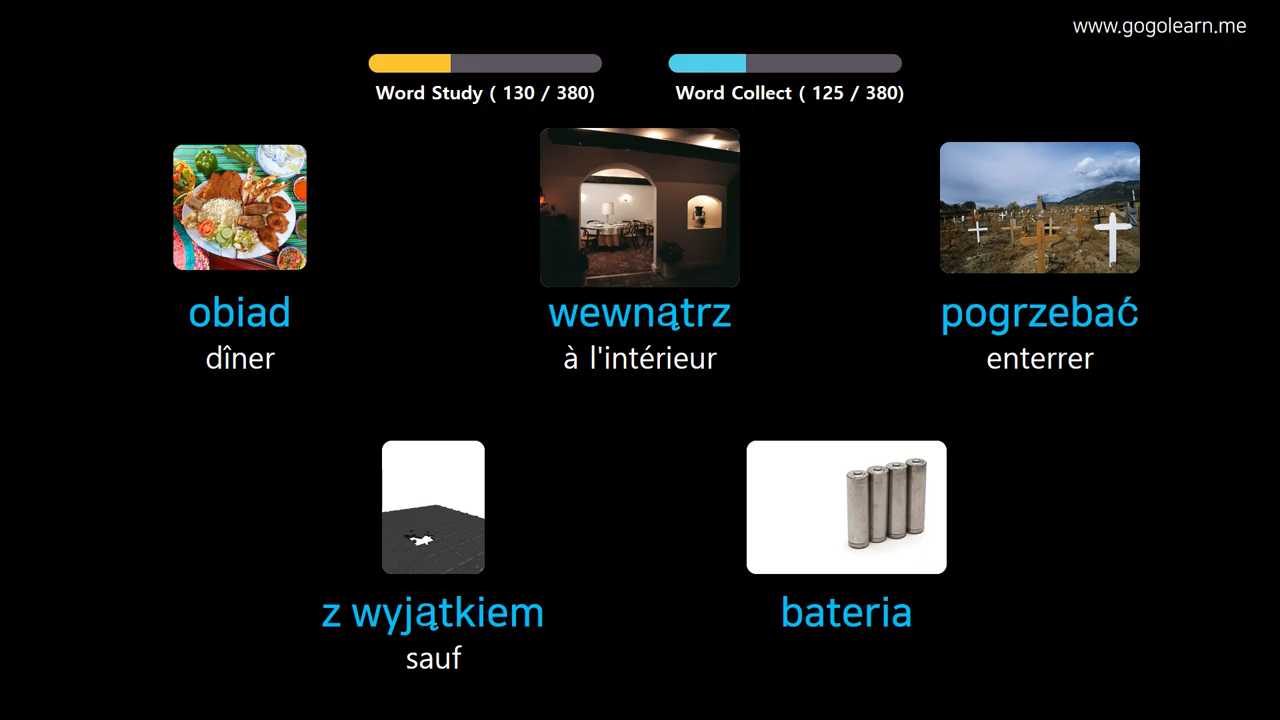 www.gogolearn.me
Word Study ( 130 / 380)
Word Collect ( 125 / 380)
obiad
dîner
wewnątrz
à l'intérieur
pogrzebać
enterrer
z wyjątkiem
sauf
bateria